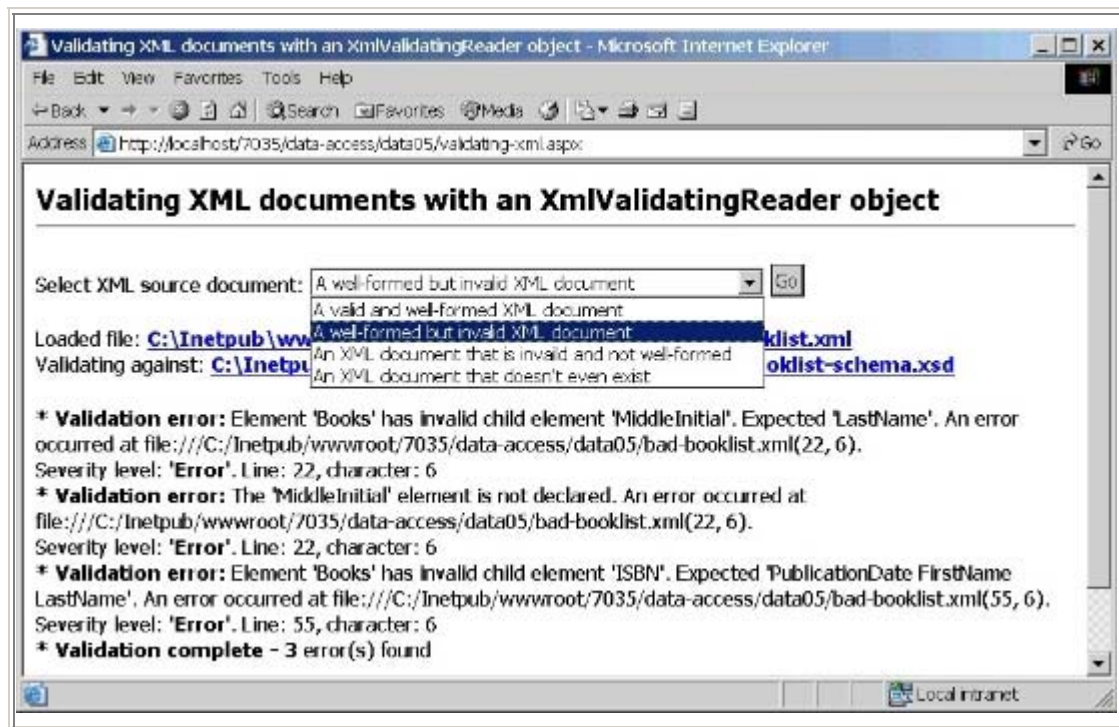 Validating XML documents with an XmlValidatingReader object - Microsoft Internet Explorer
File Edit View Favorites Tools Help
Back Search Favorites Media
Address http://localhost/7035/data-access/data05/validating-xml.aspx Go
Validating XML documents with an XmlValidatingReader object
Select XML source document: A well-formed but invalid XML document Go
A valid and well-formed XML document
A well-formed but invalid XML document
An XML document that is invalid and not well-formed
An XML document that doesn't even exist
Loaded file: C:\Inetpub\ww klist.xml
Validating against: C:\Inetpu oklist-schema.xsd
* Validation error: Element 'Books' has invalid child element 'MiddleInitial'. Expected 'LastName'. An error
occurred at file:///C:/Inetpub/wwwroot/7035/data-access/data05/bad-booklist.xml(22, 6).
Severity level: 'Error'. Line: 22, character: 6
* Validation error: The 'MiddleInitial' element is not declared. An error occurred at
file:///C:/Inetpub/wwwroot/7035/data-access/data05/bad-booklist.xml(22, 6).
Severity level: 'Error'. Line: 22, character: 6
* Validation error: Element 'Books' has invalid child element 'ISBN'. Expected 'PublicationDate FirstName
LastName'. An error occurred at file:///C:/Inetpub/wwwroot/7035/data-access/data05/bad-booklist.xml(55, 6).
Severity level: 'Error'. Line: 55, character: 6
* Validation complete - 3 error(s) found
Local intranet